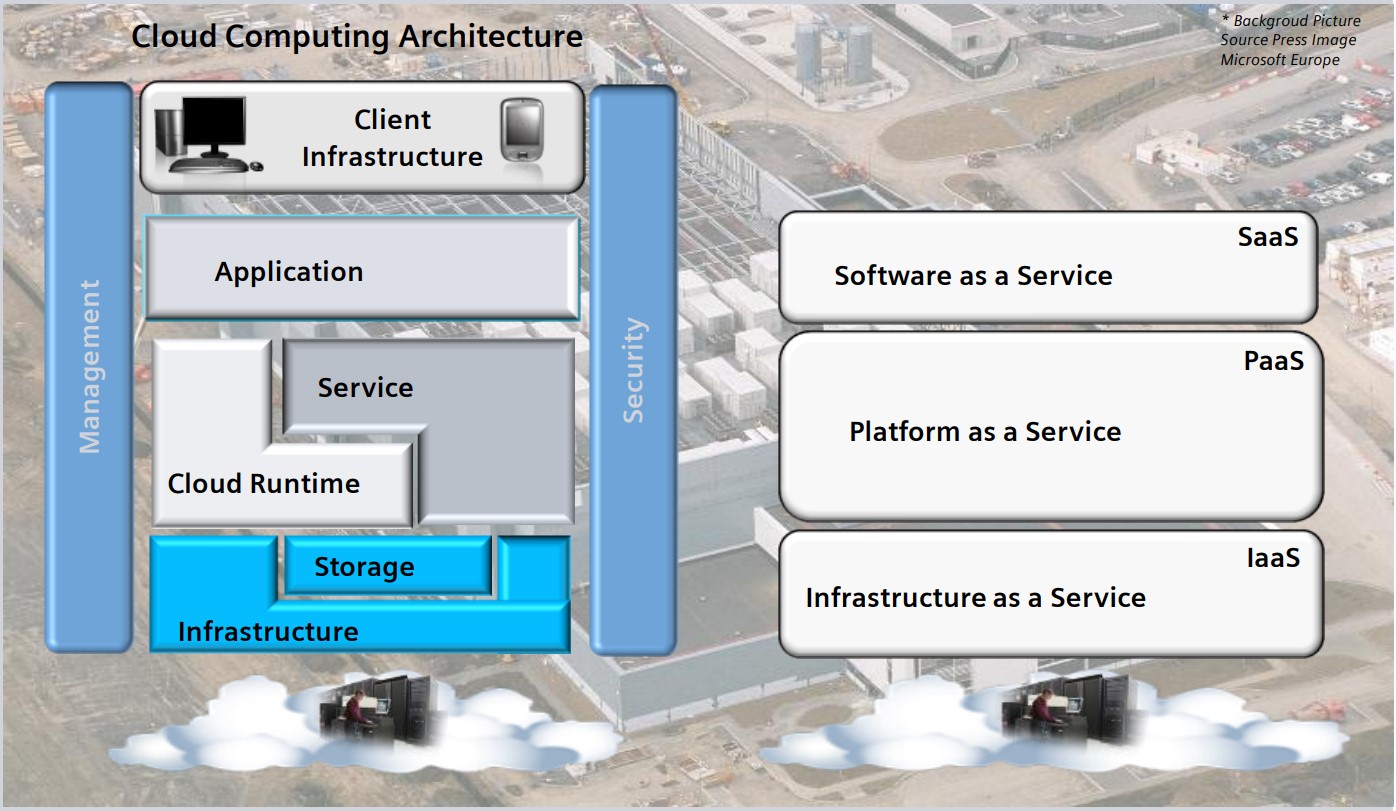 Cloud Computing Architecture
* Backgroud Picture
Source Press Image
Microsoft Europe
Management
Client
Infrastructure
Application
Service
Cloud Runtime
Storage
Infrastructure
Security
SaaS
Software as a Service
PaaS
Platform as a Service
IaaS
Infrastructure as a Service